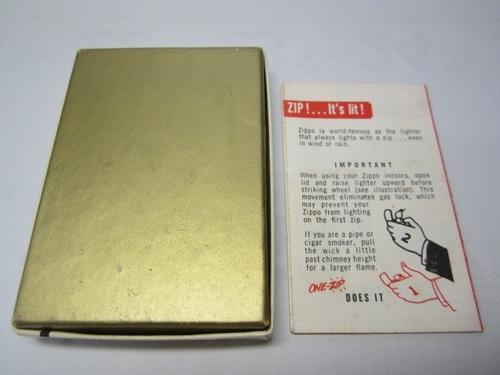 ZIP!...It's lit!
Zippo is world-famous as the lighter
that always lights with a zip...even
in wind or rain.
IMPORTANT
When using your Zippo indoors, open
lid and raise lighter upward before
striking wheel (see illustration). This
movement eliminates gas lock, which
may prevent your
Zippo from lighting
on the first zip.
If you are a pipe or
cigar smoker, pull
the wick a little
past chimney height
for a larger flame.
2
1
ONE-ZIP
DOES IT